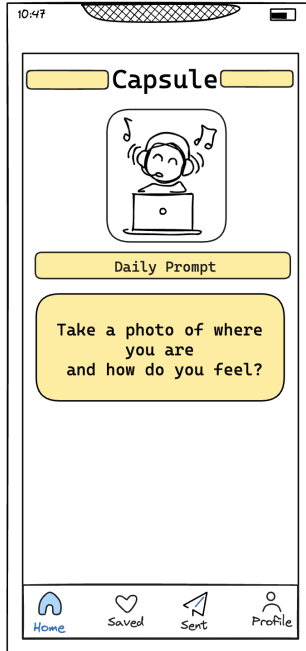 10:47
Capsule
Daily Prompt
Take a photo of where
you are
and how do you feel?
Home
Saved
Sent
Profile